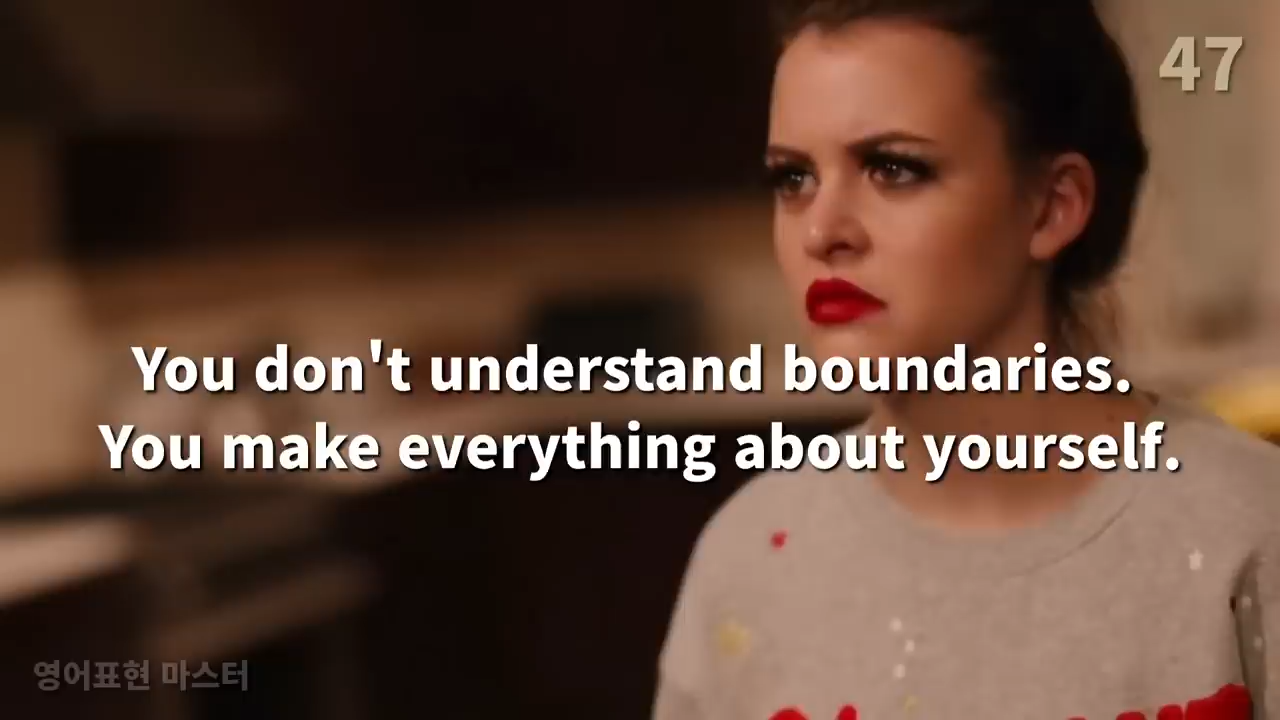 47
You don't understand boundaries.
You make everything about yourself.
영어표현 마스터